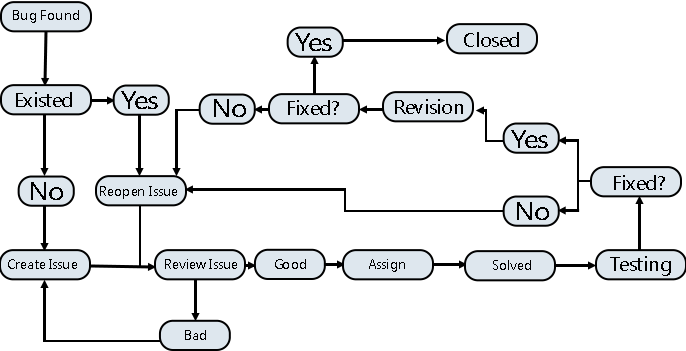 Bug Found
Yes
Closed
Existed
Yes
No
Fixed?
Revision
Yes
No
Reopen Issue
No
Fixed?
Create Issue
Review Issue
Good
Assign
Solved
Testing
Bad